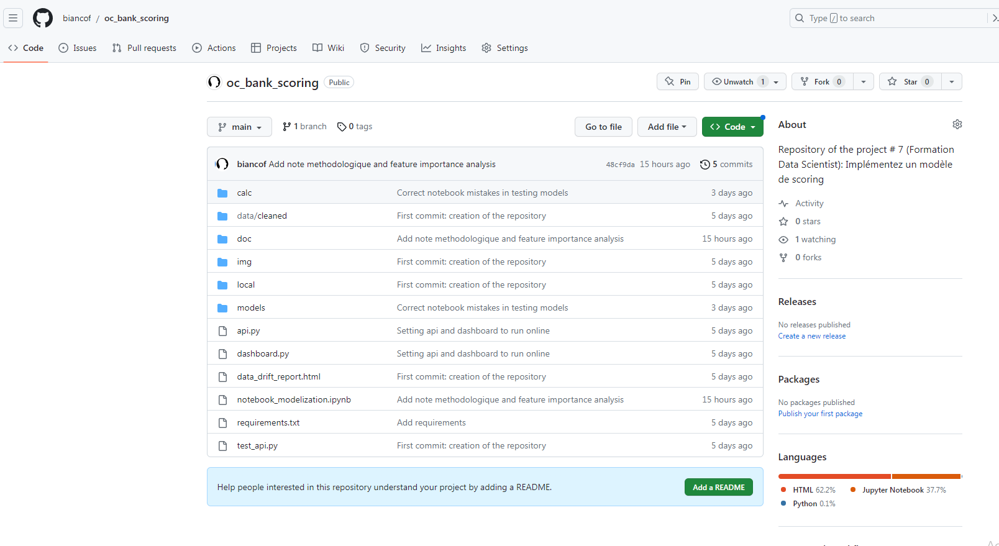 biancof / oc_bank_scoring
Type / to search
Code Issues Pull requests Actions Projects Wiki Security Insights Settings
oc_bank_scoring Public
Pin Unwatch 1 Fork 0 Star 0
main 1 branch 0 tags Go to file Add file Code
biancof Add note methodologique and feature importance analysis 48cf9da 15 hours ago 5 commits
calc Correct notebook mistakes in testing models 3 days ago
data/cleaned First commit: creation of the repository 5 days ago
doc Add note methodologique and feature importance analysis 15 hours ago
img First commit: creation of the repository 5 days ago
local First commit: creation of the repository 5 days ago
models Correct notebook mistakes in testing models 3 days ago
api.py Setting api and dashboard to run online 5 days ago
dashboard.py Setting api and dashboard to run online 5 days ago
data_drift_report.html First commit: creation of the repository 5 days ago
notebook_modelization.ipynb Add note methodologique and feature importance analysis 15 hours ago
requirements.txt Add requirements 5 days ago
test_api.py First commit: creation of the repository 5 days ago
Help people interested in this repository understand your project by adding a README. Add a README
About
Repository of the project # 7 (Formation
Data Scientist): Implémentez un modèle
de scoring
Activity
0 stars
1 watching
0 forks
Releases
No releases published
Create a new release
Packages
No packages published
Publish your first package
Languages
HTML 62.2% Jupyter Notebook 37.7%
Python 0.1%